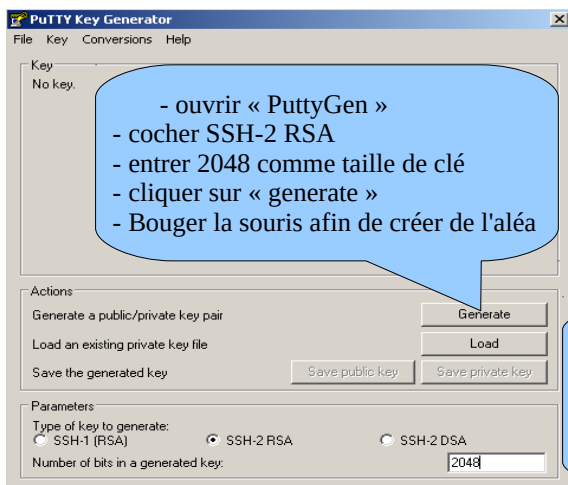 PuTTY Key Generator
File Key Conversions Help
Key
No key.
- ouvrir « PuttyGen »
- cocher SSH-2 RSA
- entrer 2048 comme taille de clé
- cliquer sur « generate »
- Bouger la souris afin de créer de l'aléa
Actions
Generate a public/private key pair
Generate
Load an existing private key file
Load
Save the generated key
Save public key
Save private key
Parameters
Type of key to generate:
SSH-1 (RSA)
SSH-2 RSA
SSH-2 DSA
Number of bits in a generated key:
2048